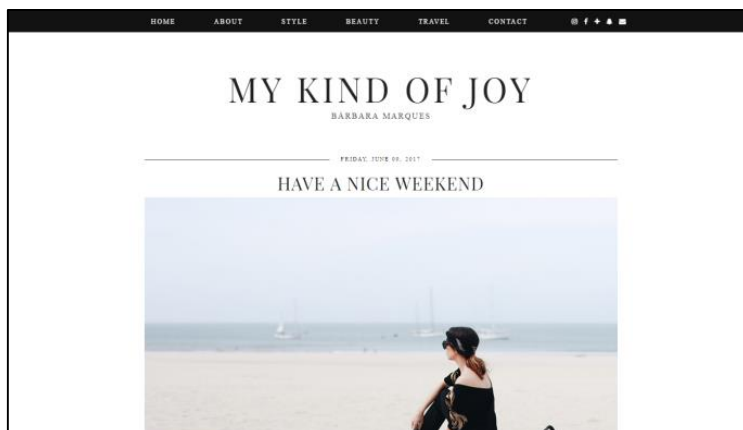 HOME ABOUT STYLE BEAUTY TRAVEL CONTACT
MY KIND OF JOY
BÁRBARA MARQUES
FRIDAY, JUNE 09, 2017
HAVE A NICE WEEKEND